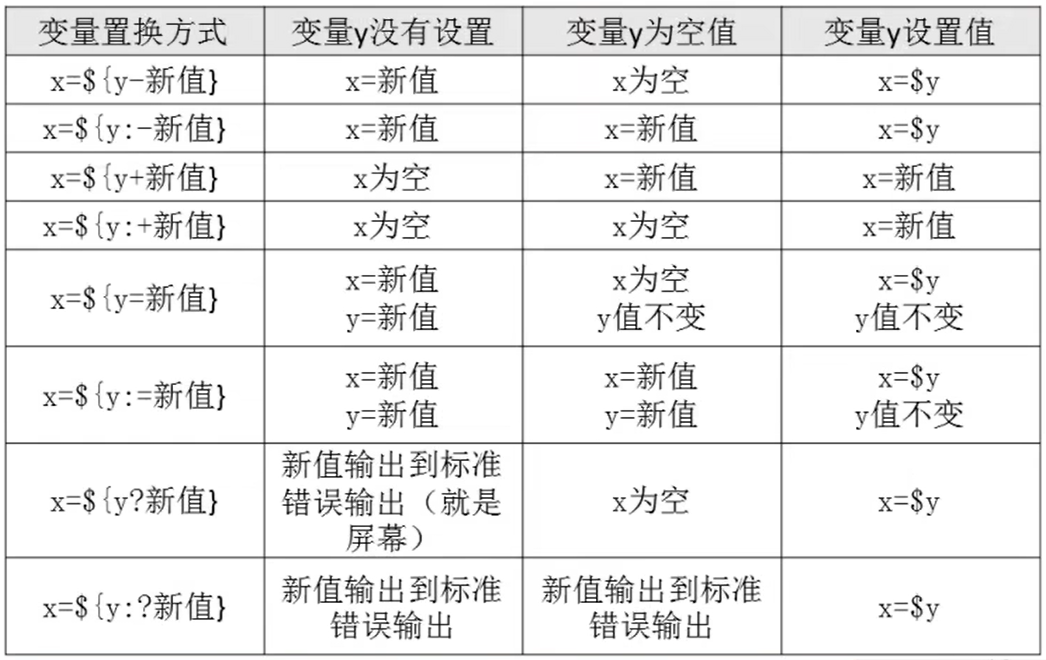 变量置换方式 变量y没有设置 变量y为空值 变量y设置值
x=${y-新值} x=新值 x为空 x=$y
x=${y:-新值} x=新值 x=新值 x=$y
x=${y+新值} x为空 x=新值 x=新值
x=${y:+新值} x为空 x为空 x=新值
x=${y=新值} x=新值 x为空 x=$y
y=新值 y值不变 y值不变
x=${y:=新值} x=新值 x=新值 x=$y
y=新值 y=新值 y值不变
x=${y?新值} 新值输出到标准 x为空 x=$y
错误输出（就是
屏幕）
x=${y:?新值} 新值输出到标准 新值输出到标准 x=$y
错误输出 错误输出